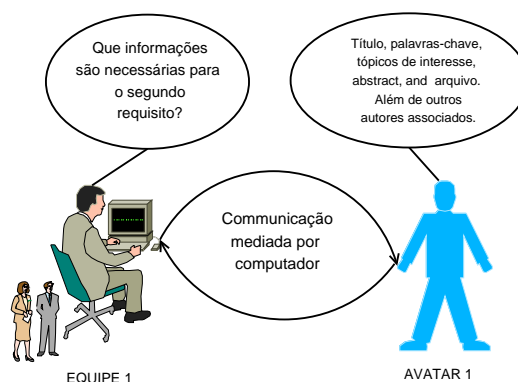 Que informações
são necessárias para
o segundo
requisito?
Título, palavras-chave,
tópicos de interesse,
abstract, and arquivo.
Além de outros
autores associados.
Communicação
mediada por
computador
EQUIPE 1
AVATAR 1